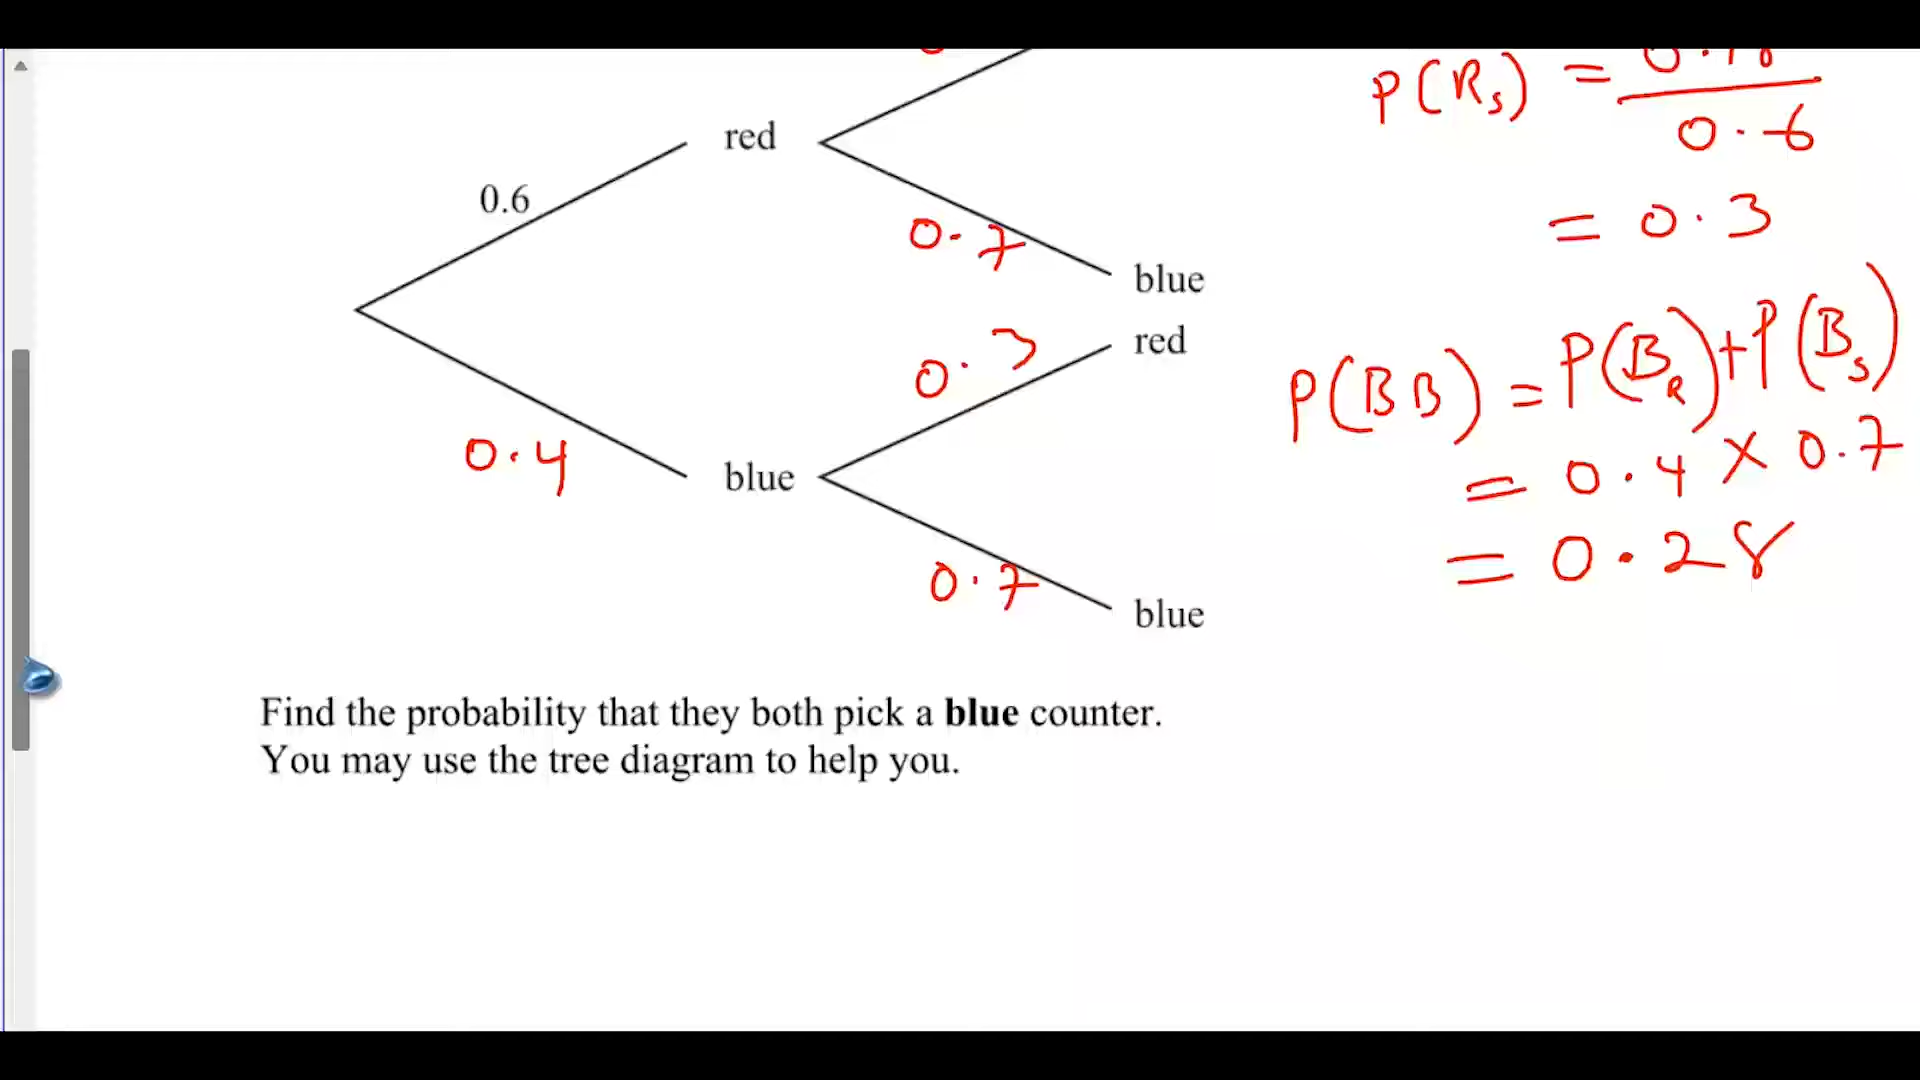 P(Rs) =
0.6
red
0.6
= 0.3
0.7
blue
0.3
red
P(BB) = P(BR)+P(Bs)
0.4
= 0.4 × 0.7
blue
= 0.28
0.7
blue
Find the probability that they both pick a blue counter.
You may use the tree diagram to help you.